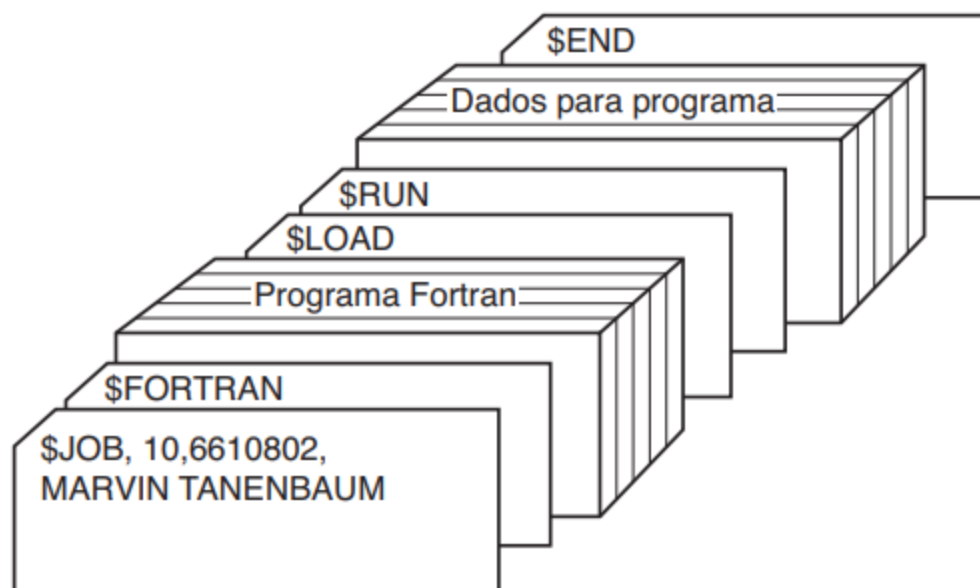 $END
Dados para programa
$RUN
$LOAD
Programa Fortran
$FORTRAN
$JOB, 10,6610802,
MARVIN TANENBAUM